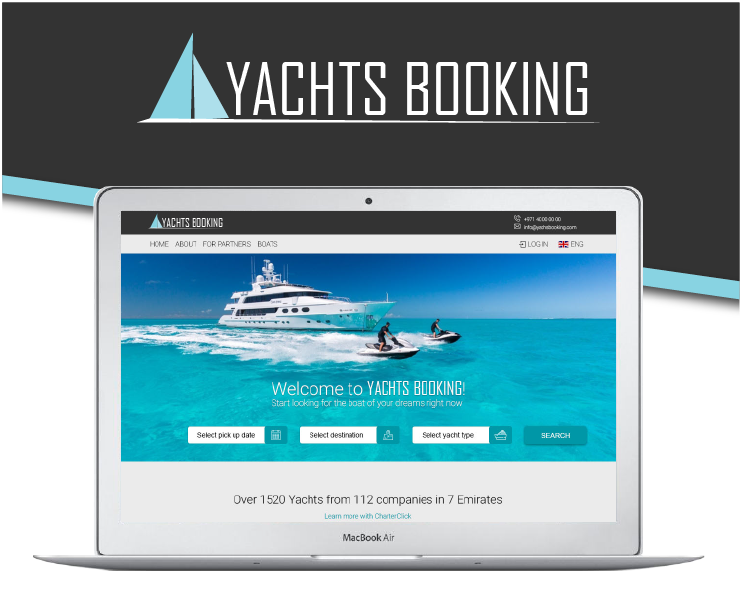 YACHTS BOOKING
YACHTS BOOKING
+971 4000 00 00
info@yachtsbooking.com
HOME ABOUT FOR PARTNERS BOATS
LOG IN ENG
Welcome to YACHTS BOOKING!
Start looking for the boat of your dreams right now
Select pick up date Select destination Select yacht type SEARCH
Over 1520 Yachts from 112 companies in 7 Emirates
Learn more with CharterClick
MacBook Air